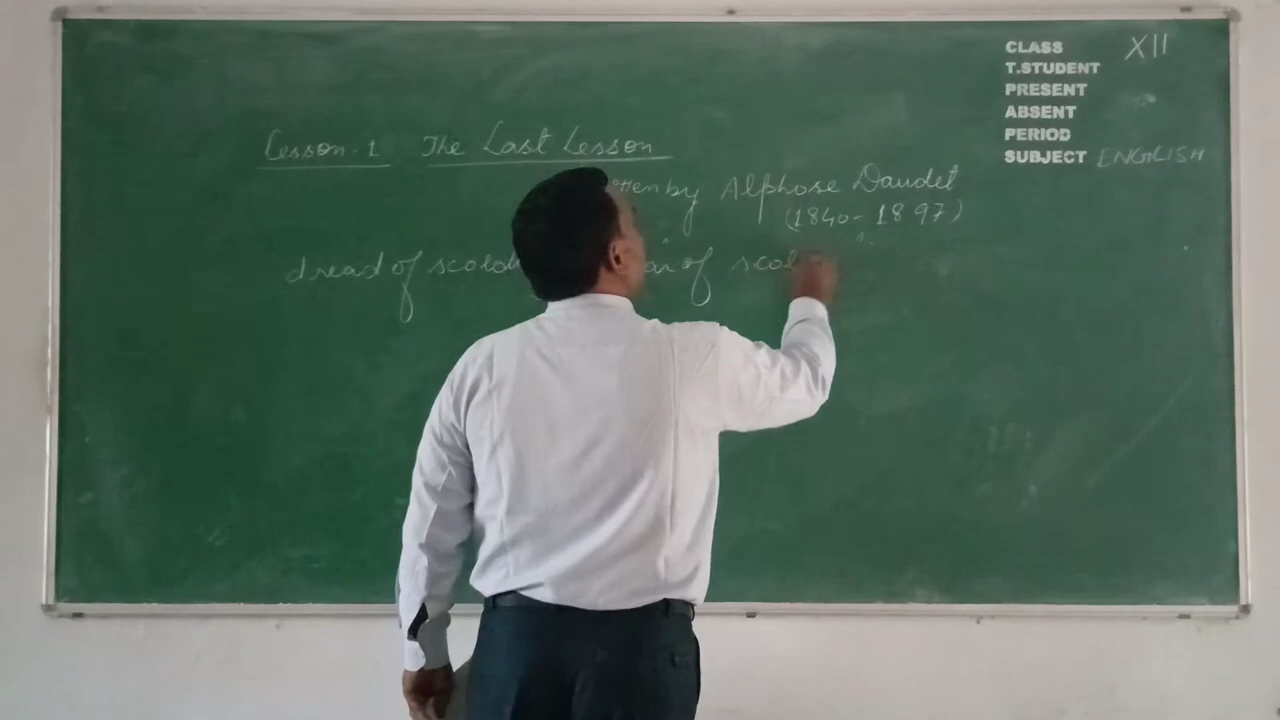 CLASS XII
T.STUDENT
PRESENT
ABSENT
PERIOD
SUBJECT ENGLISH
Lesson-1 The Last Lesson
by Alphose Daudet
(1840-1897)
dread of of